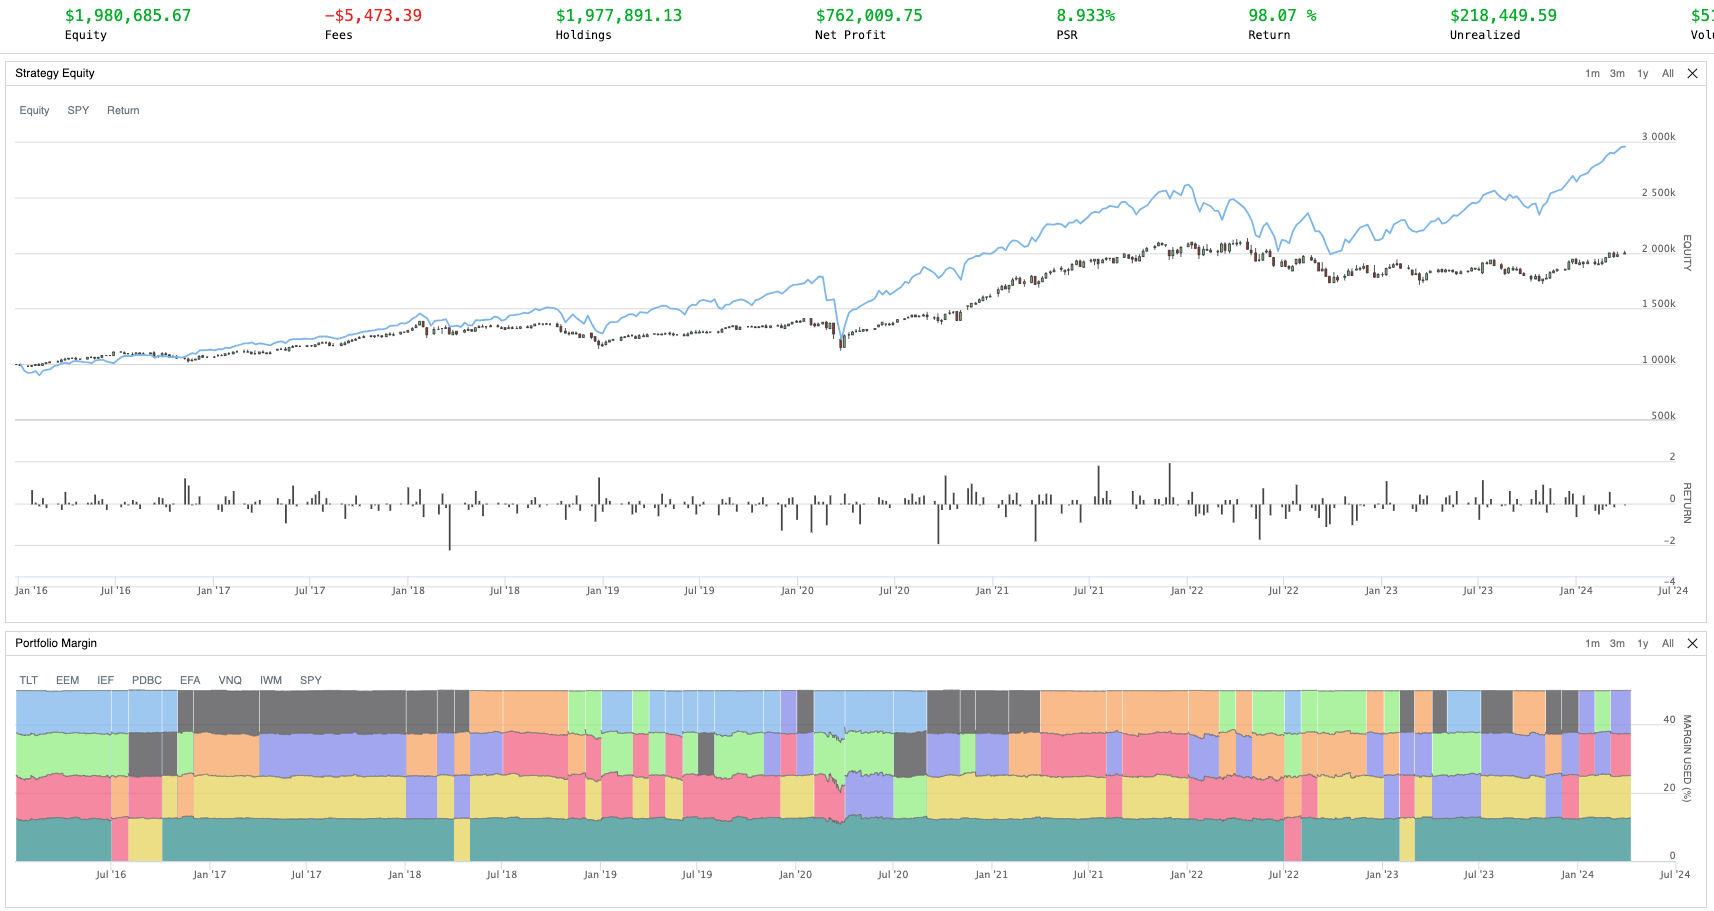 $1,980,685.67 -$5,473.39 $1,977,891.13 $762,009.75 8.933% 98.07 % $218,449.59
Equity Fees Holdings Net Profit PSR Return Unrealized
Strategy Equity 1m 3m 1y All
Equity SPY Return
3 000k
2 500k
2 000k
1 500k
1 000k
500k
EQUITY
2
0
-2
-4
RETURN
Jan '16 Jul '16 Jan '17 Jul '17 Jan '18 Jul '18 Jan '19 Jul '19 Jan '20 Jul '20 Jan '21 Jul '21 Jan '22 Jul '22 Jan '23 Jul '23 Jan '24 Jul '24
Portfolio Margin 1m 3m 1y All
TLT EEM IEF PDBC EFA VNQ IWM SPY
40
20
0
MARGIN USED (%)
Jul '16 Jan '17 Jul '17 Jan '18 Jul '18 Jan '19 Jul '19 Jan '20 Jul '20 Jan '21 Jul '21 Jan '22 Jul '22 Jan '23 Jul '23 Jan '24 Jul '24